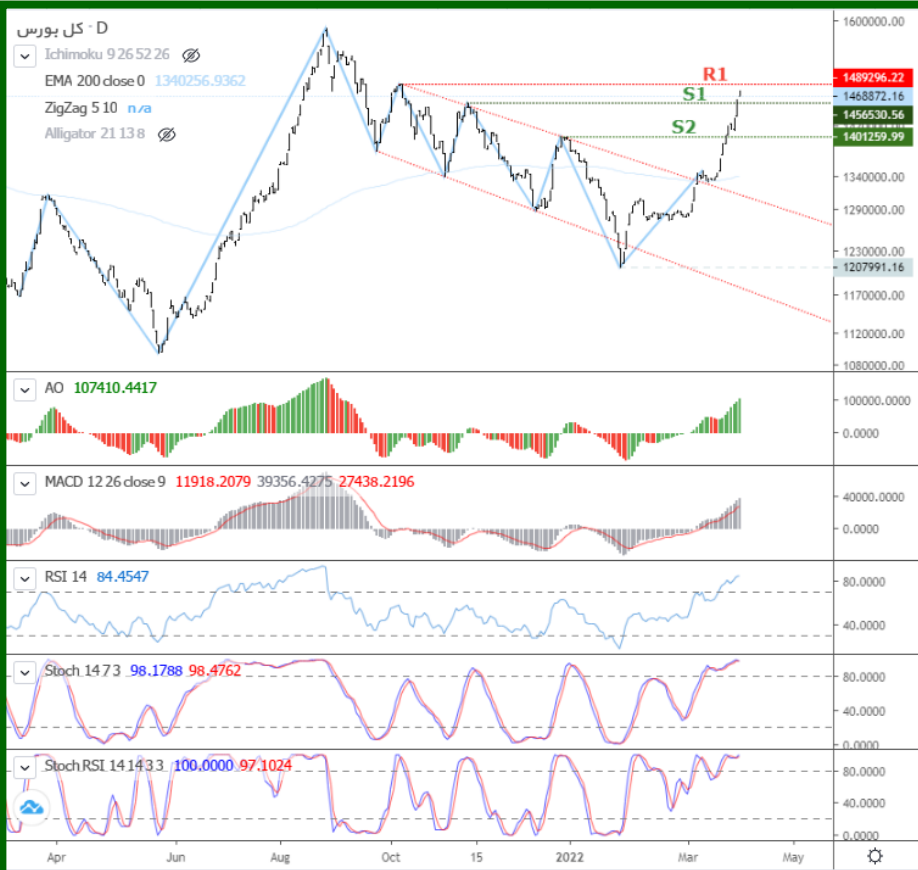 کل بورس · D
Ichimoku 9 26 52 26
EMA 200 close 0 1340256.9362
ZigZag 5 10 n/a
Alligator 21 13 8
R1
S1
S2
1600000.00
1489296.22
1468872.16
1456530.56
1401259.99
1340000.00
1290000.00
1230000.00
1207991.16
1170000.00
1120000.00
1080000.00
AO 107410.4417
100000.0000
0.0000
MACD 12 26 close 9 11918.2079 39356.4275 27438.2196
40000.0000
0.0000
RSI 14 84.4547
80.0000
40.0000
Stoch 14 7 3 98.1788 98.4762
80.0000
40.0000
0.0000
Stoch RSI 14 14 3 3 100.0000 97.1024
80.0000
40.0000
0.0000
Apr Jun Aug Oct 15 2022 Mar May